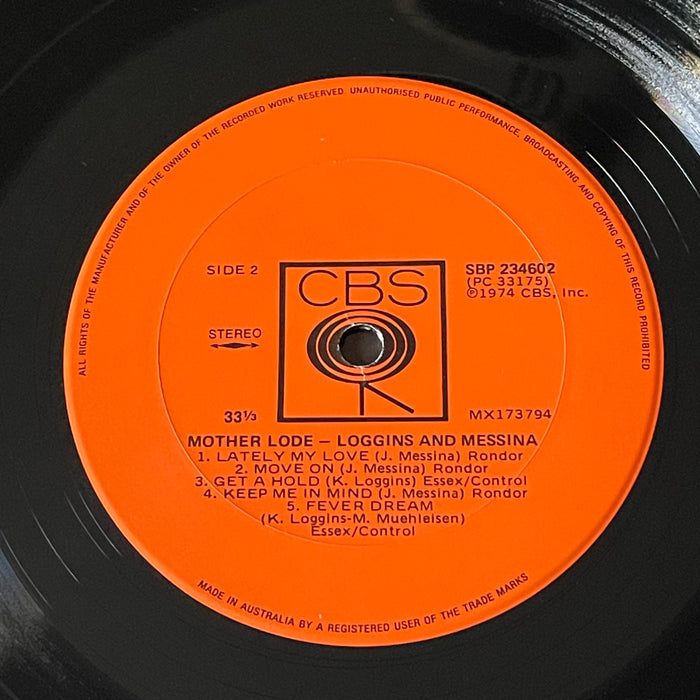 ALL RIGHTS OF THE MANUFACTURER AND OF THE OWNER OF THE RECORDED WORK RESERVED. UNAUTHORISED PUBLIC PERFORMANCE, BROADCASTING AND COPYING OF THIS RECORD PROHIBITED
SIDE 2
CBS
SBP 234602
(PC 33175)
℗1974 CBS, Inc.
STEREO
33⅓
MX173794
MOTHER LODE – LOGGINS AND MESSINA
1. LATELY MY LOVE (J. Messina) Rondor
2. MOVE ON (J. Messina) Rondor
3. GET A HOLD (K. Loggins) Essex/Control
4. KEEP ME IN MIND (J. Messina) Rondor
5. FEVER DREAM
(K. Loggins-M. Muehleisen)
Essex/Control
MADE IN AUSTRALIA BY A REGISTERED USER OF THE TRADE MARKS